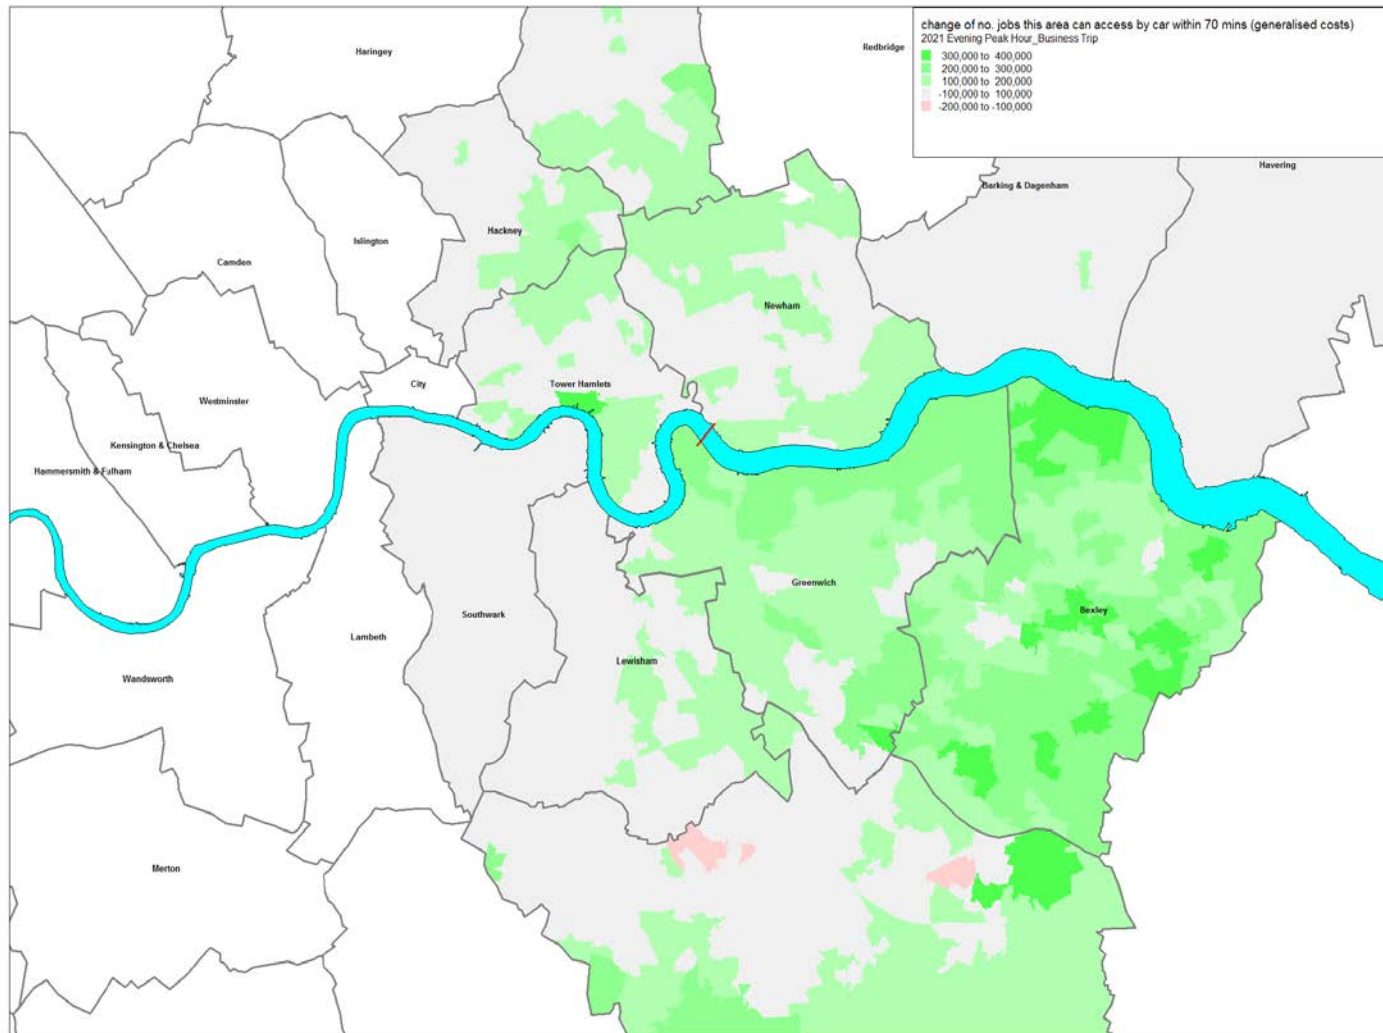 change of no. jobs this area can access by car within 70 mins (generalised costs)
2021 Evening Peak Hour_Business Trip
300,000 to 400,000
200,000 to 300,000
100,000 to 200,000
-100,000 to 100,000
-200,000 to -100,000
Haringey
Redbridge
Havering
Barking & Dagenham
Hackney
Islington
Camden
Newham
Tower Hamlets
City
Westminster
Kensington & Chelsea
Hammersmith & Fulham
Greenwich
Bexley
Southwark
Lambeth
Lewisham
Wandsworth
Merton